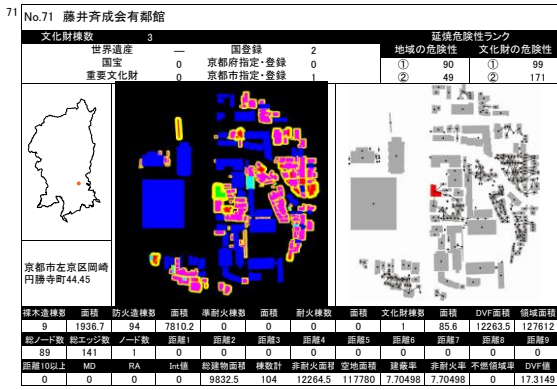 71
No.71 藤井斉成会有鄰館
文化財棟数 3 延焼危険性ランク
世界遺産 — 国登録 2 地域の危険性 文化財の危険性
国宝 0 京都府指定・登録 0 ① 90 ① 99
重要文化財 0 京都市指定・登録 1 ② 49 ② 171
京都市左京区岡崎
円勝寺町44,45
裸木造棟数 面積 防火造棟数 面積 準耐火棟数 面積 耐火棟数 面積 文化財棟数 面積 DVF面積 領域面積
9 1936.7 94 7810.2 0 0 0 0 1 85.6 12263.5 127612
総ノード数 総エッジ数 ノード数 距離1 距離2 距離3 距離4 距離5 距離6 距離7 距離8 距離9
89 141 1 0 0 0 0 0 0 0 0 0
距離10以上 MD RA Int値 総建物面積 棟数計 非耐火面積 空地面積 建蔽率 非耐火率 不燃領域率 DVF値
0 0 0 0 9832.5 104 12264.5 117780 7.70498 7.70498 0 17.3149